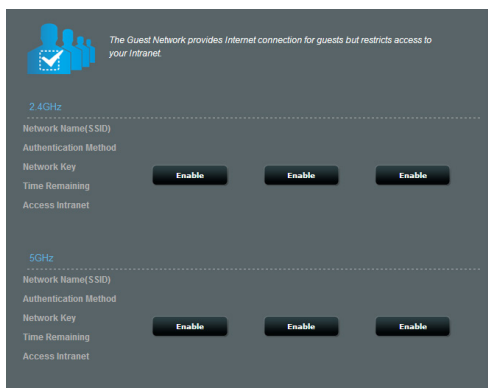 The Guest Network provides Internet connection for guests but restricts access to
your Intranet.
2.4GHz
Network Name(SSID)
Authentication Method
Network Key
Enable Enable Enable
Time Remaining
Access Intranet
5GHz
Network Name(SSID)
Authentication Method
Network Key
Enable Enable Enable
Time Remaining
Access Intranet